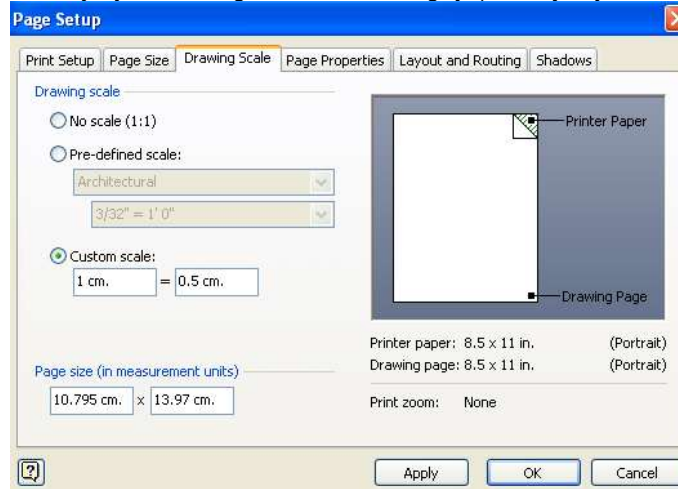 Page Setup
Print Setup Page Size Drawing Scale Page Properties Layout and Routing Shadows
Drawing scale
No scale (1:1)
Pre-defined scale:
Architectural
3/32" = 1' 0"
Custom scale:
1 cm. = 0.5 cm.
Printer Paper
Drawing Page
Printer paper: 8.5 x 11 in. (Portrait)
Drawing page: 8.5 x 11 in. (Portrait)
Page size (in measurement units)
10.795 cm. x 13.97 cm.
Print zoom: None
Apply OK Cancel